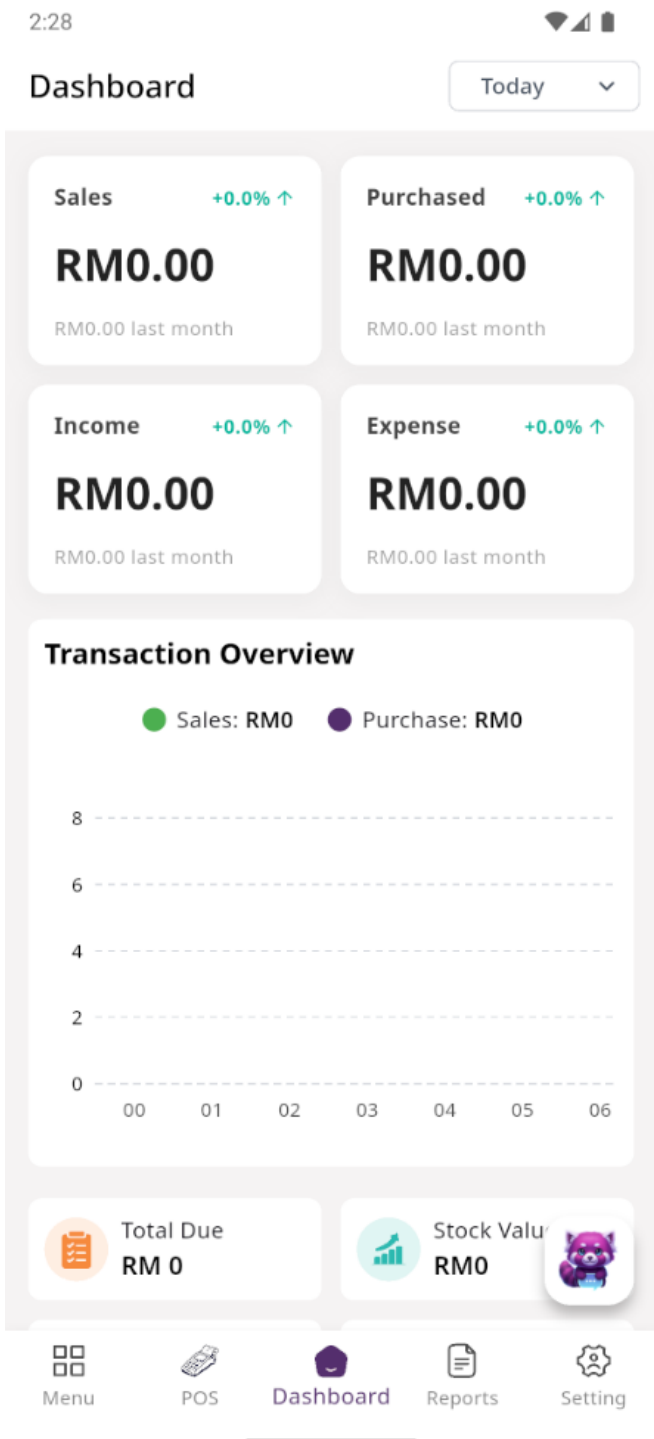 2:28
Dashboard
Today
Sales +0.0% ↑
RM0.00
RM0.00 last month
Purchased +0.0% ↑
RM0.00
RM0.00 last month
Income +0.0% ↑
RM0.00
RM0.00 last month
Expense +0.0% ↑
RM0.00
RM0.00 last month
Transaction Overview
Sales: RM0 Purchase: RM0
8
6
4
2
0
00 01 02 03 04 05 06
Total Due
RM 0
Stock Valu
RM0
Menu POS Dashboard Reports Setting